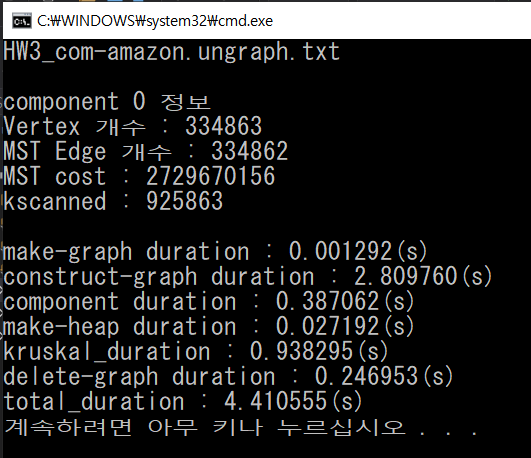 C:₩WINDOWS₩system32₩cmd.exe
HW3_com-amazon.ungraph.txt
component 0 정보
Vertex 개수 : 334863
MST Edge 개수 : 334862
MST cost : 2729670156
kscanned : 925863
make-graph duration : 0.001292(s)
construct-graph duration : 2.809760(s)
component duration : 0.387062(s)
make-heap duration : 0.027192(s)
kruskal_duration : 0.938295(s)
delete-graph duration : 0.246953(s)
total_duration : 4.410555(s)
계속하려면 아무 키나 누르십시오 . . .